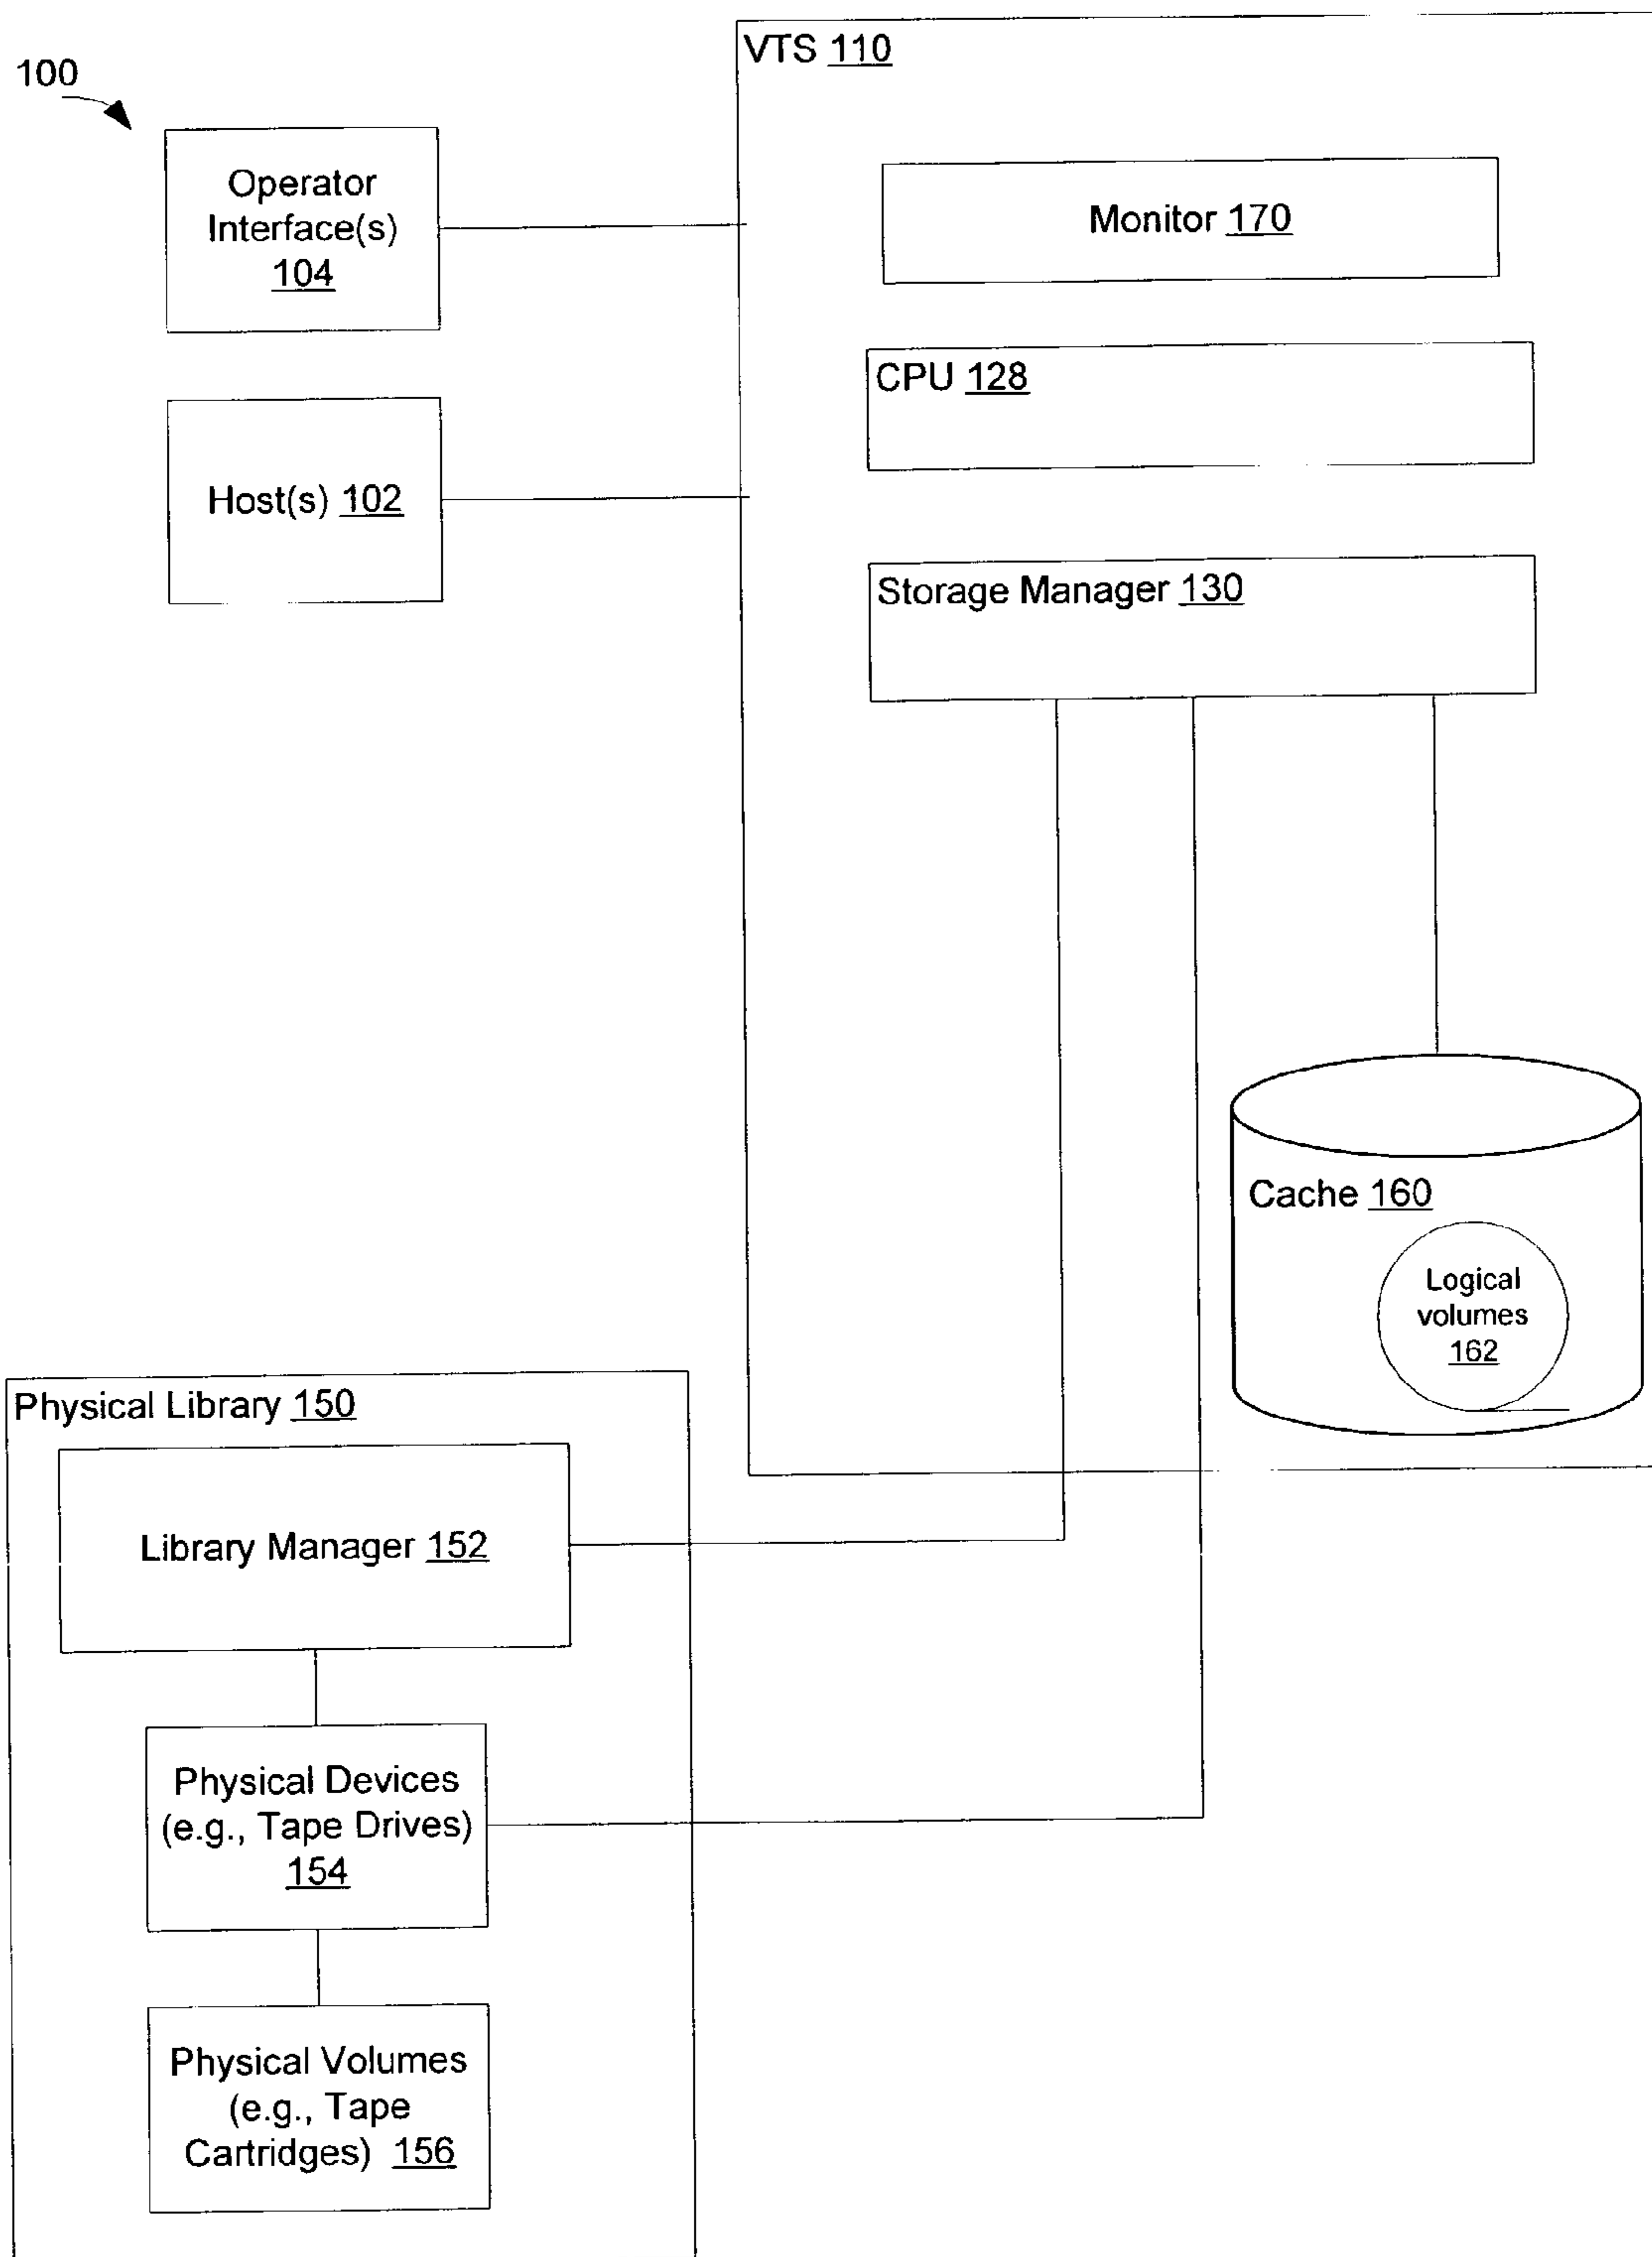 100
Operator
Interface(s)
104
Host(s) 102
VTS 110
Monitor 170
CPU 128
Storage Manager 130
Cache 160
Logical
volumes
162
Physical Library 150
Library Manager 152
Physical Devices
(e.g., Tape Drives)
154
Physical Volumes
(e.g., Tape
Cartridges) 156